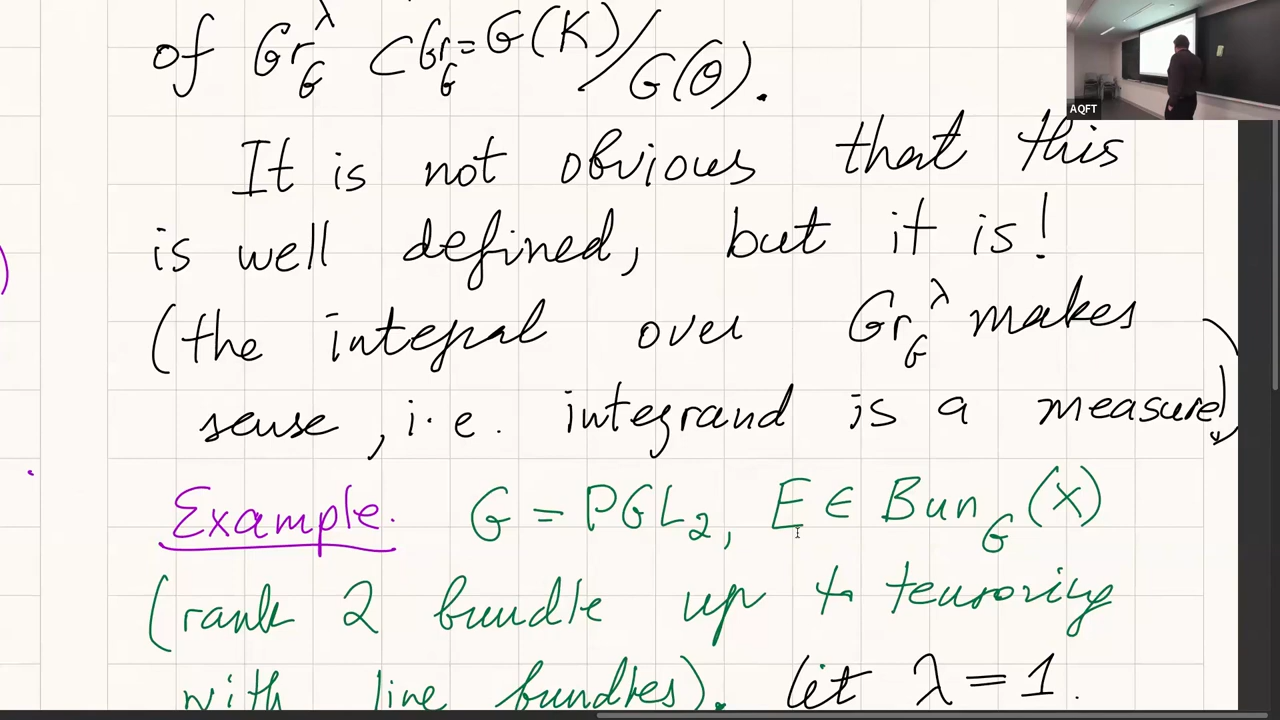 of Gr_G^λ ⊂ Gr_G = G(K)/G(O).
It is not obvious that this
is well defined, but it is!
(the integral over Gr_G^λ makes
sense, i.e. integrand is a measure)
Example. G = PGL_2, E ∈ Bun_G (X)
(rank 2 bundle up to tensoring
with line bundles). Let λ = 1.
AQFT